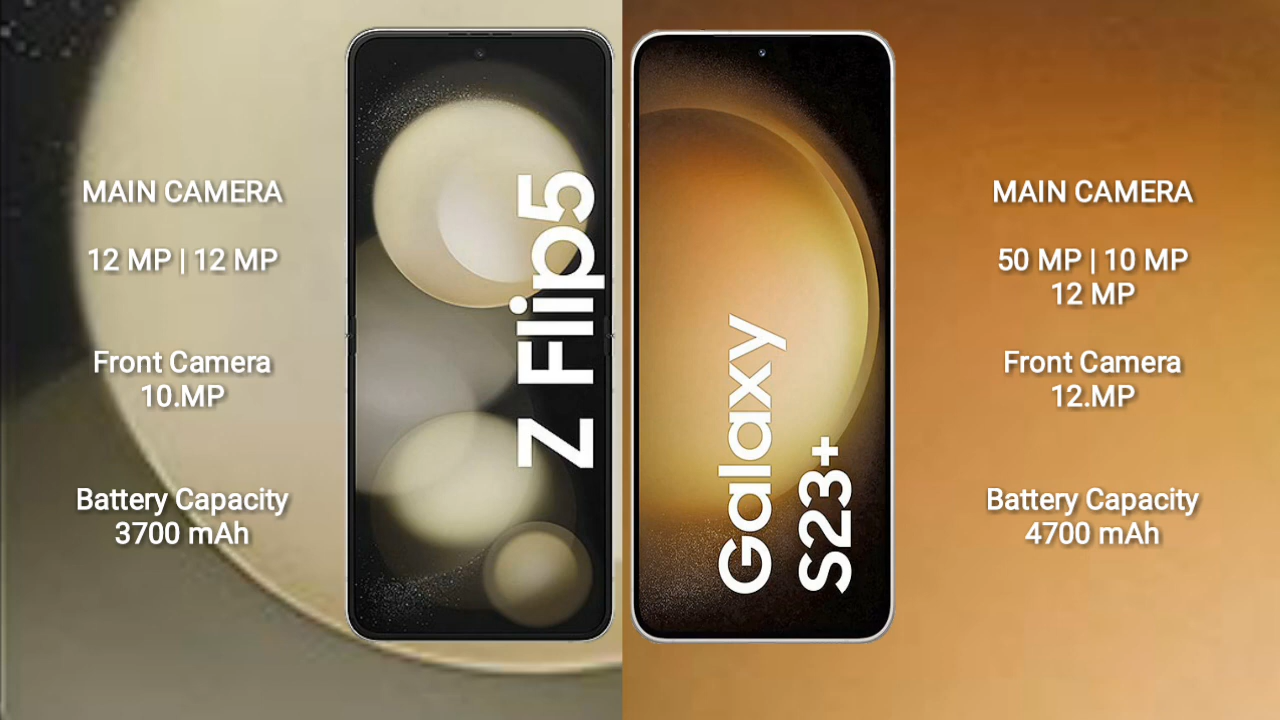 MAIN CAMERA
12 MP | 12 MP
Front Camera
10.MP
Battery Capacity
3700 mAh
Z Flip5
Galaxy
S23+
MAIN CAMERA
50 MP | 10 MP
12 MP
Front Camera
12.MP
Battery Capacity
4700 mAh